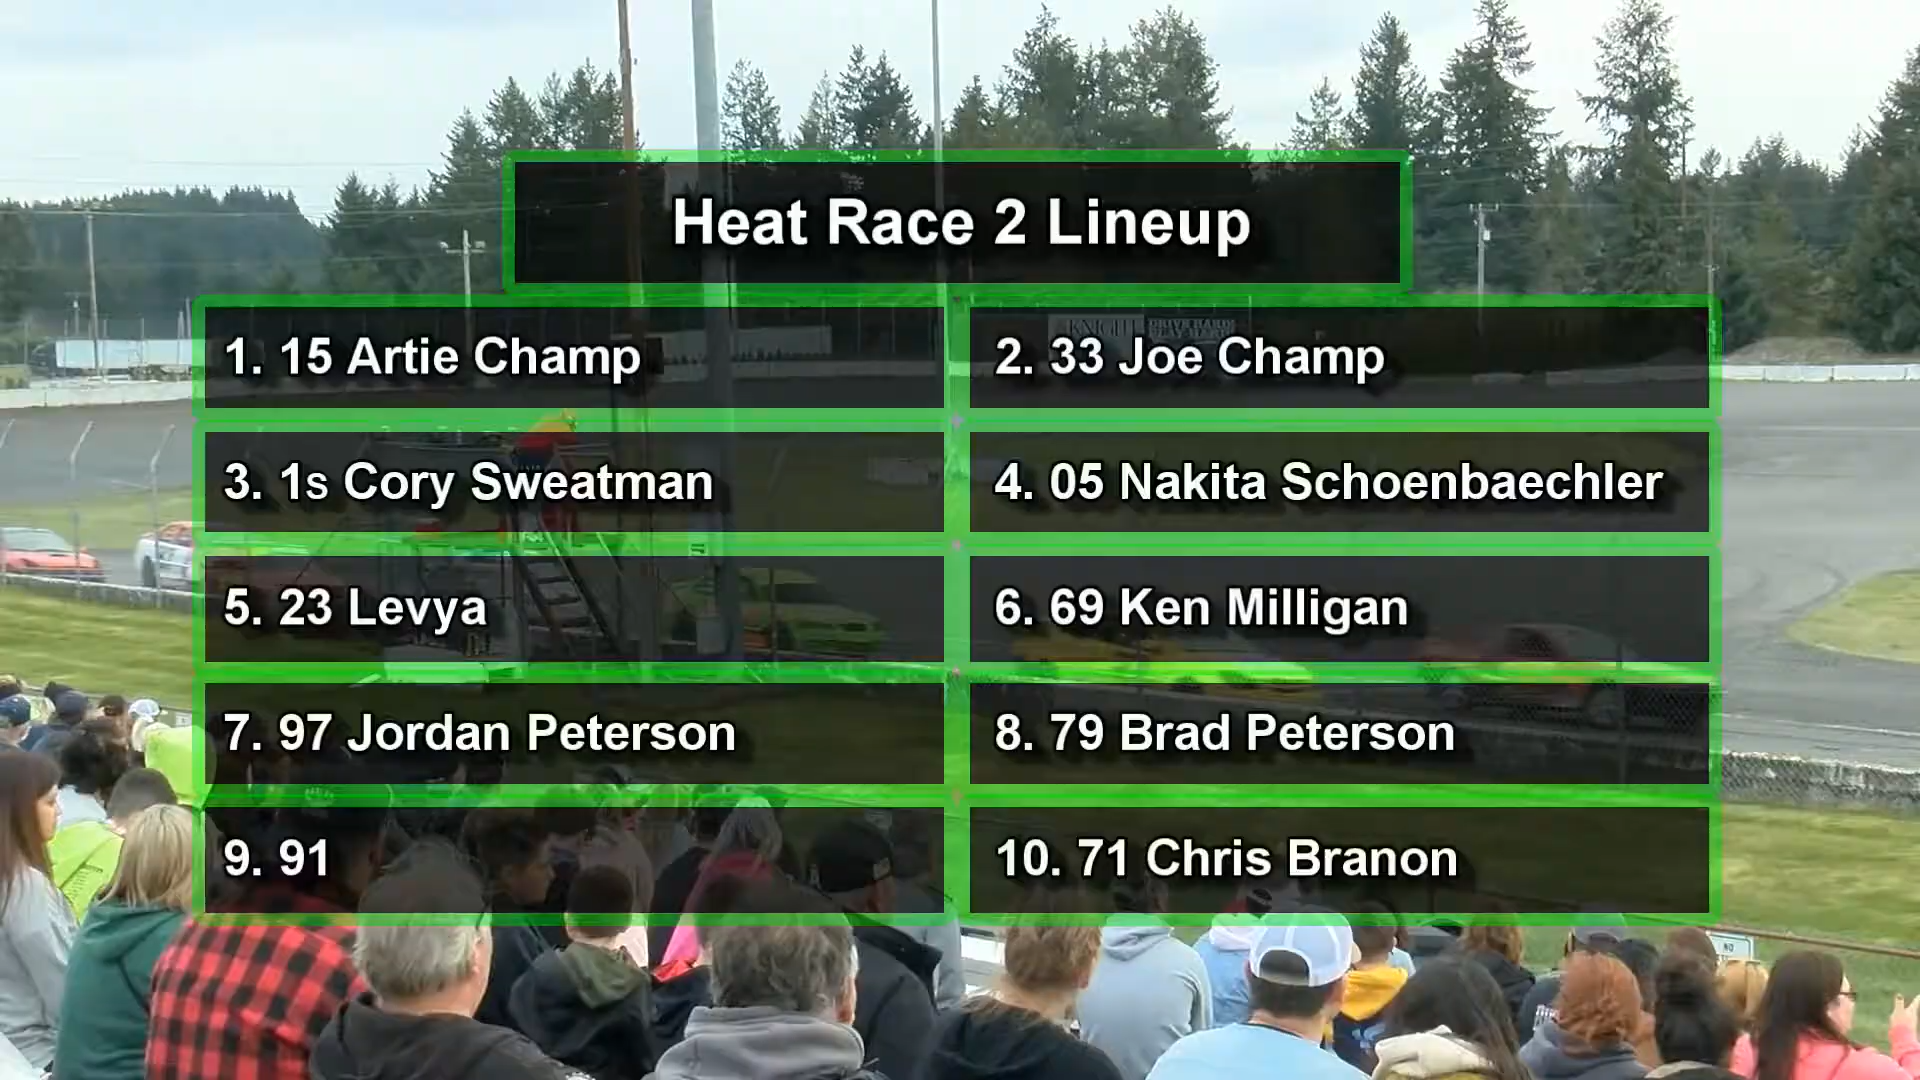 Heat Race 2 Lineup
1. 15 Artie Champ
2. 33 Joe Champ
3. 1s Cory Sweatman
4. 05 Nakita Schoenbaechler
5. 23 Levya
6. 69 Ken Milligan
7. 97 Jordan Peterson
8. 79 Brad Peterson
9. 91
10. 71 Chris Branon
KNIGHT
NO